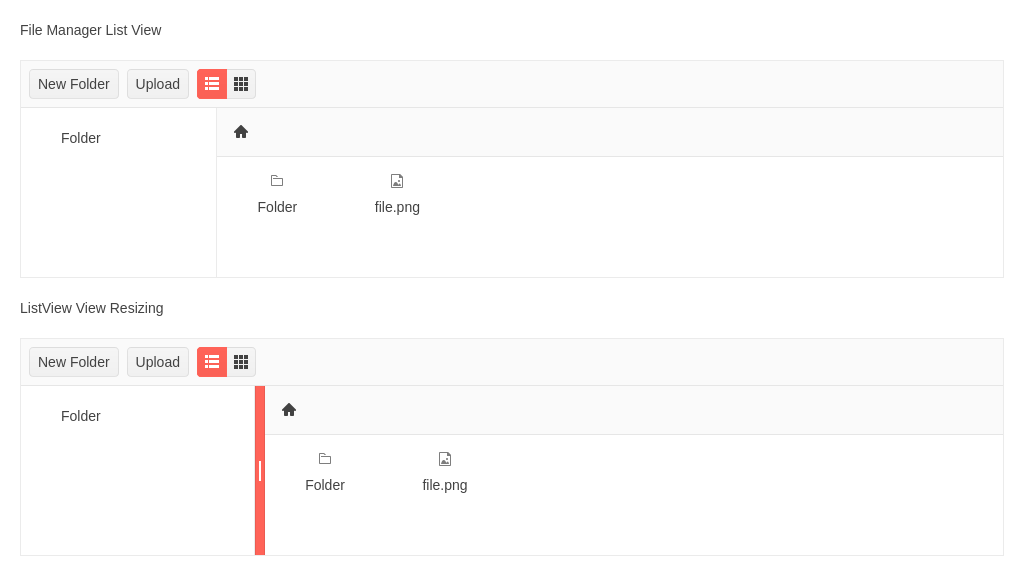 File Manager List View
New Folder Upload
Folder
Folder file.png
ListView View Resizing
New Folder Upload
Folder
Folder file.png